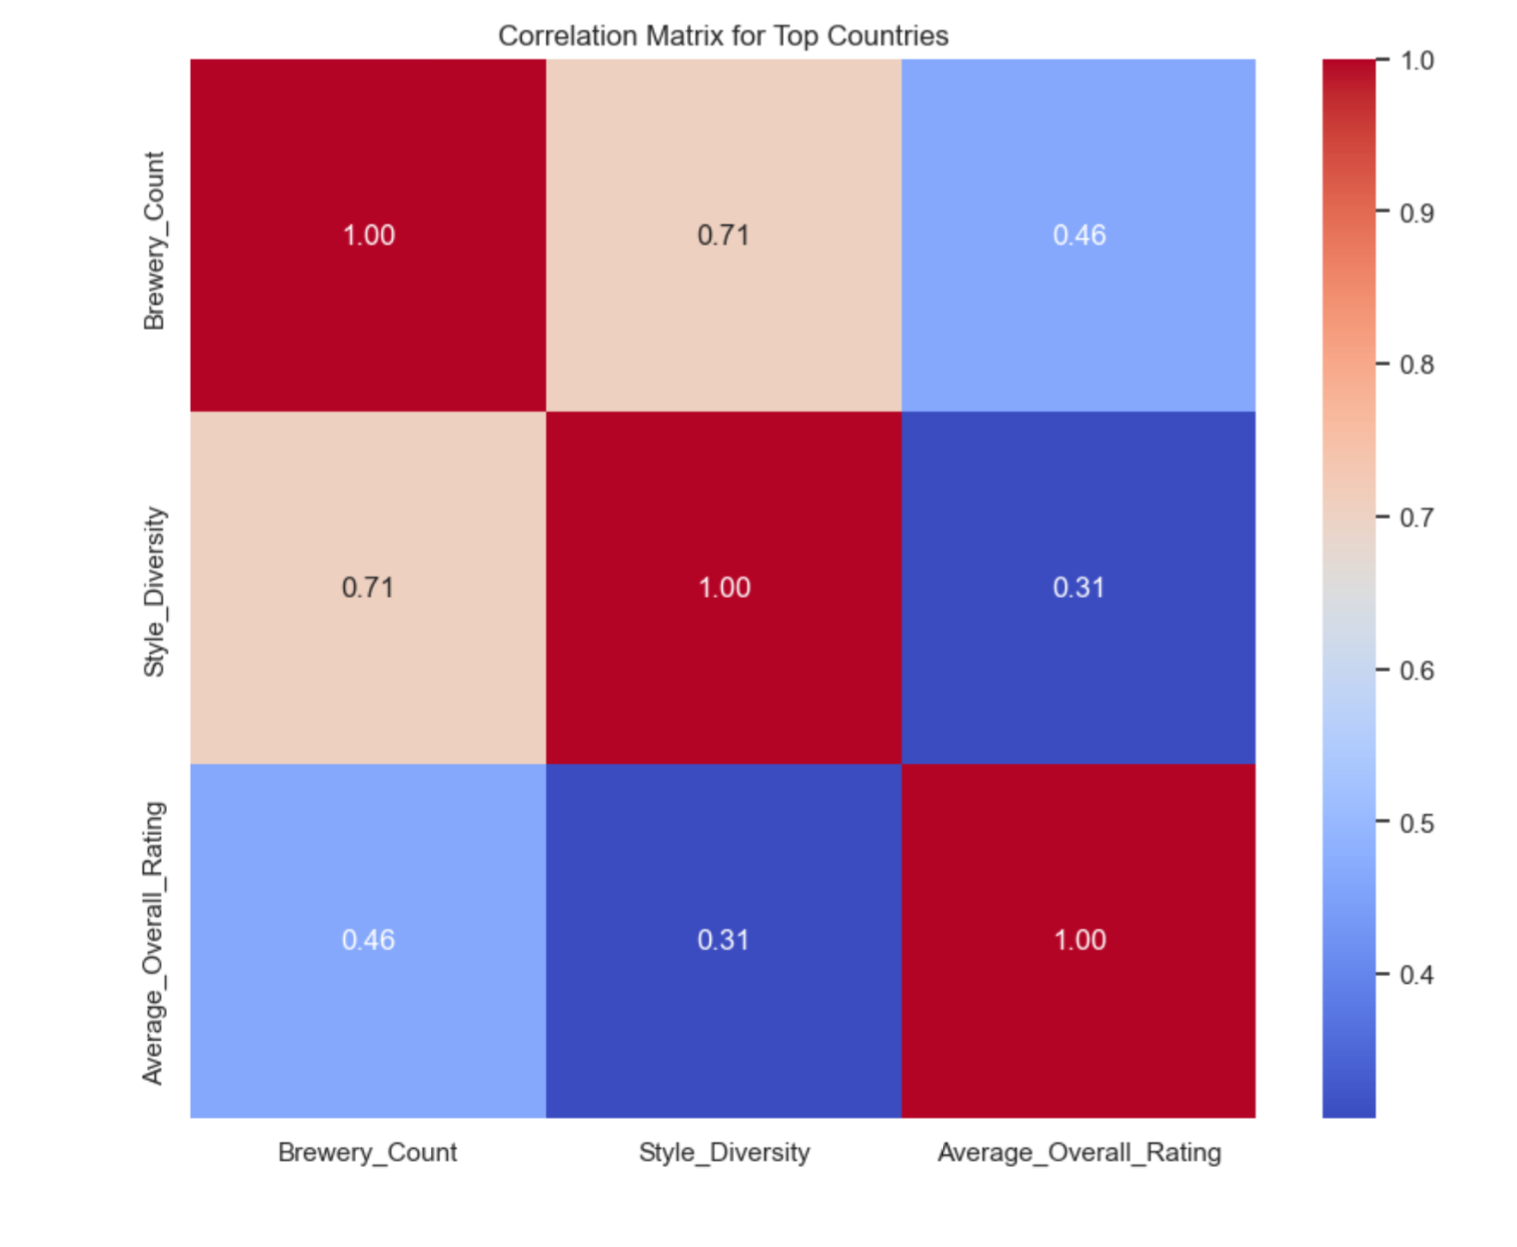 Correlation Matrix for Top Countries
Brewery_Count
1.00
0.71
0.46
Style_Diversity
0.71
1.00
0.31
Average_Overall_Rating
0.46
0.31
1.00
Brewery_Count
Style_Diversity
Average_Overall_Rating
1.0
0.9
0.8
0.7
0.6
0.5
0.4